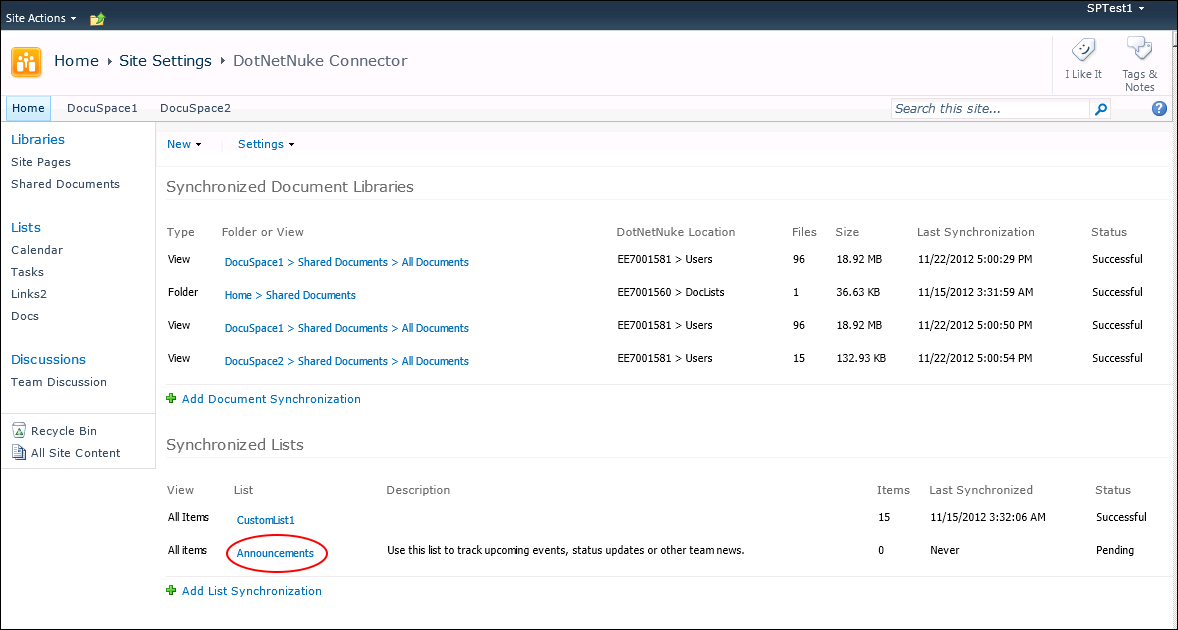 Site Actions
SPTest1
Home Site Settings DotNetNuke Connector
I Like It
Tags &
Notes
Home DocuSpace1 DocuSpace2
Search this site...
?
Libraries
Site Pages
Shared Documents
Lists
Calendar
Tasks
Links2
Docs
Discussions
Team Discussion
Recycle Bin
All Site Content
New Settings
Synchronized Document Libraries
Type Folder or View DotNetNuke Location Files Size Last Synchronization Status
View DocuSpace1 > Shared Documents > All Documents EE7001581 > Users 96 18.92 MB 11/22/2012 5:00:29 PM Successful
Folder Home > Shared Documents EE7001560 > DocLists 1 36.63 KB 11/15/2012 3:31:59 AM Successful
View DocuSpace1 > Shared Documents > All Documents EE7001581 > Users 96 18.92 MB 11/22/2012 5:00:50 PM Successful
View DocuSpace2 > Shared Documents > All Documents EE7001581 > Users 15 132.93 KB 11/22/2012 5:00:54 PM Successful
Add Document Synchronization
Synchronized Lists
View List Description Items Last Synchronized Status
All Items CustomList1 15 11/15/2012 3:32:06 AM Successful
All items Announcements Use this list to track upcoming events, status updates or other team news. 0 Never Pending
Add List Synchronization